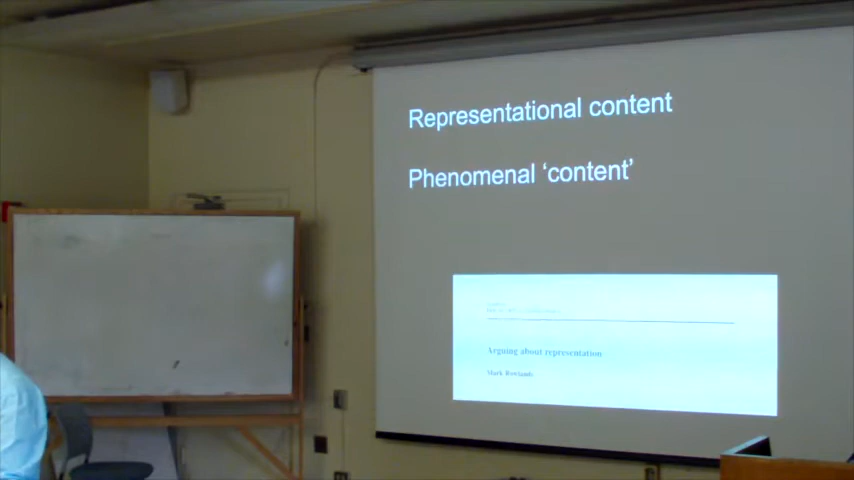 Representational content
Phenomenal ‘content’
Arguing about representation
Mark Rowlands